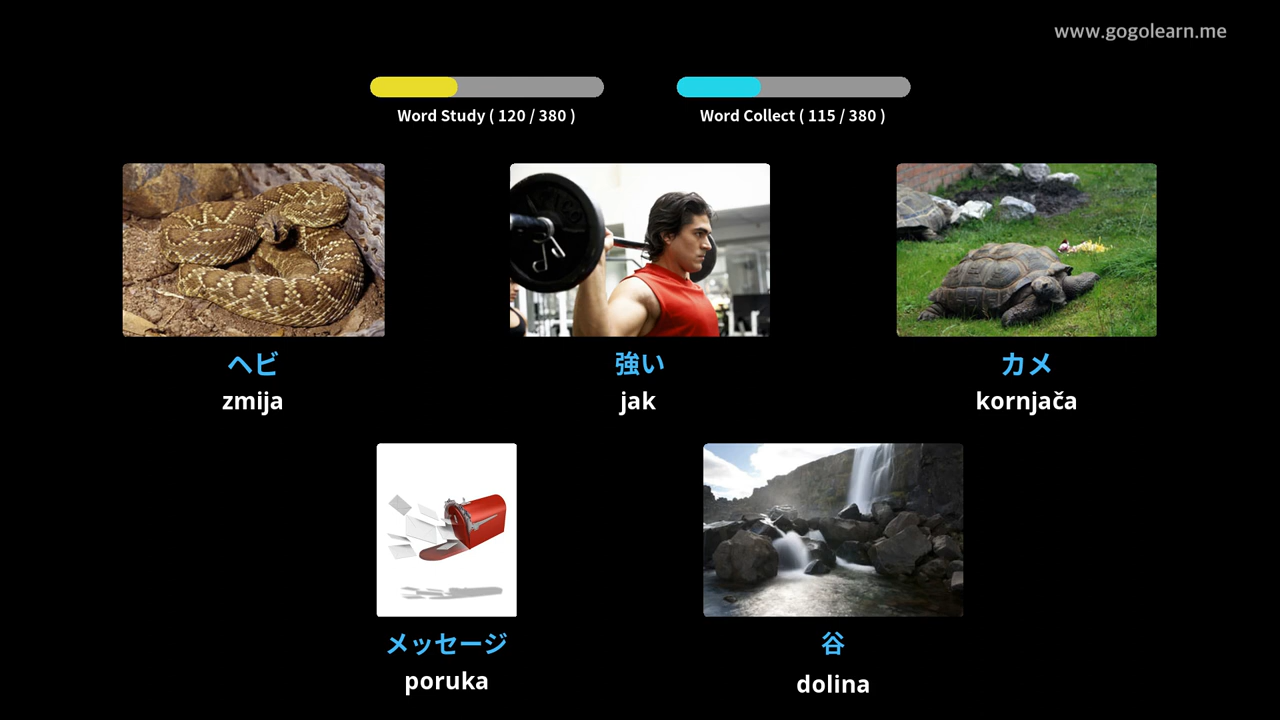 www.gogolearn.me
Word Study ( 120 / 380 )
Word Collect ( 115 / 380 )
ヘビ
zmija
強い
jak
カメ
kornjača
メッセージ
poruka
谷
dolina